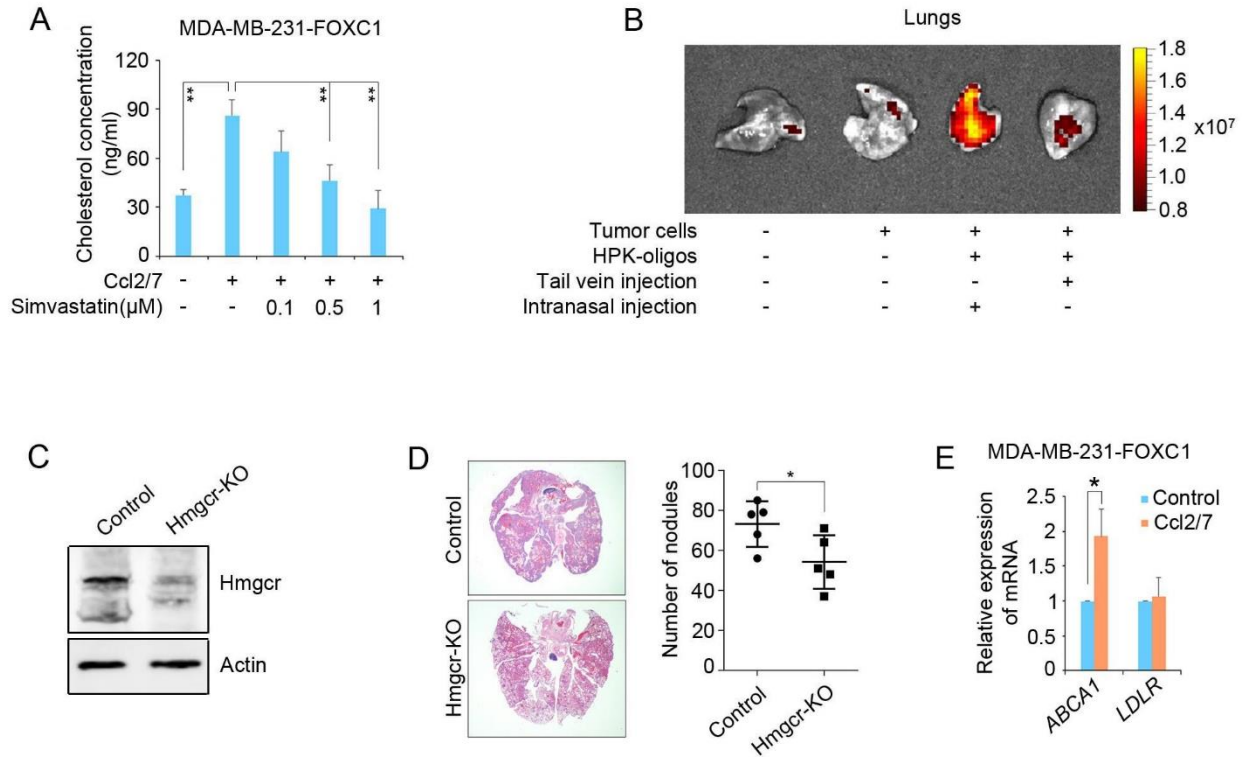 A
MDA-MB-231-FOXC1
Cholesterol concentration
(ng/ml)
120
90
60
30
0
** ** **
Ccl2/7 - + + + +
Simvastatin(μM) - - 0.1 0.5 1
B
Lungs
1.8
1.6
1.4
1.2
1.0
0.8
x10⁷
Tumor cells - + + +
HPK-oligos - - + +
Tail vein injection - - - +
Intranasal injection - - + -
C
Control
Hmgcr-KO
Hmgcr
Actin
D
Control
Hmgcr-KO
Number of nodules
100
80
60
40
20
0
*
Control
Hmgcr-KO
E
MDA-MB-231-FOXC1
Relative expression
of mRNA
2.5
2
1.5
1
0.5
0
*
Control
Ccl2/7
ABCA1
LDLR